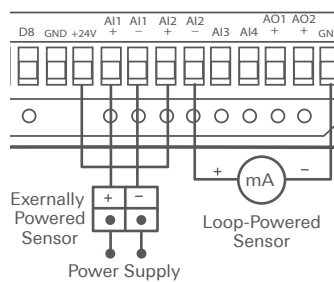 D8 GND +24V AI1 + AI1 − AI2 + AI2 − AI3 AI4 AO1 + AO2 +
+ −
+ mA −
Exernally
Powered
Sensor
Loop-Powered
Sensor
Power Supply